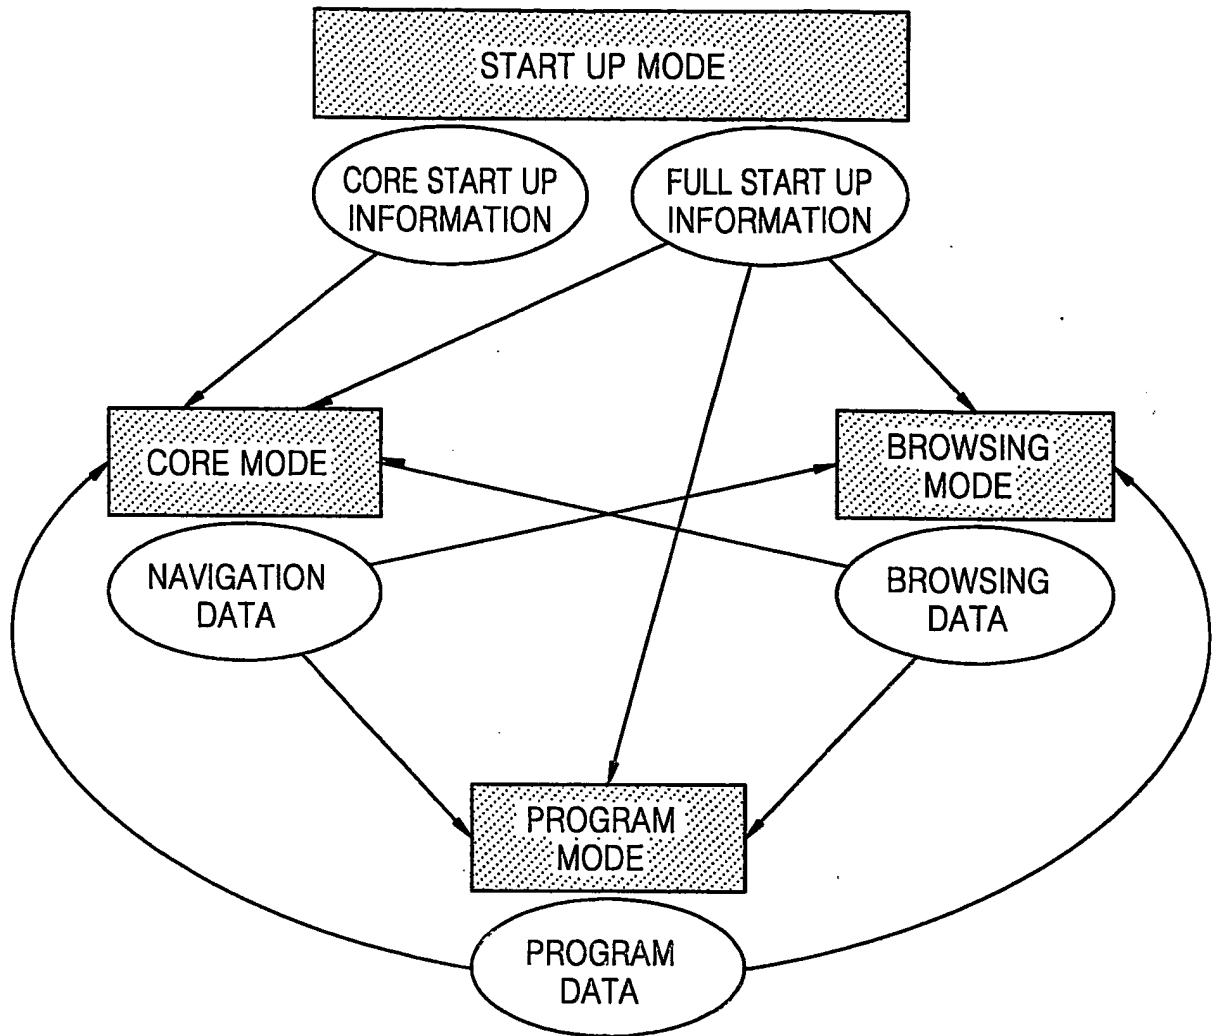 START UP MODE
CORE START UP
INFORMATION
FULL START UP
INFORMATION
CORE MODE
BROWSING
MODE
NAVIGATION
DATA
BROWSING
DATA
PROGRAM
MODE
PROGRAM
DATA